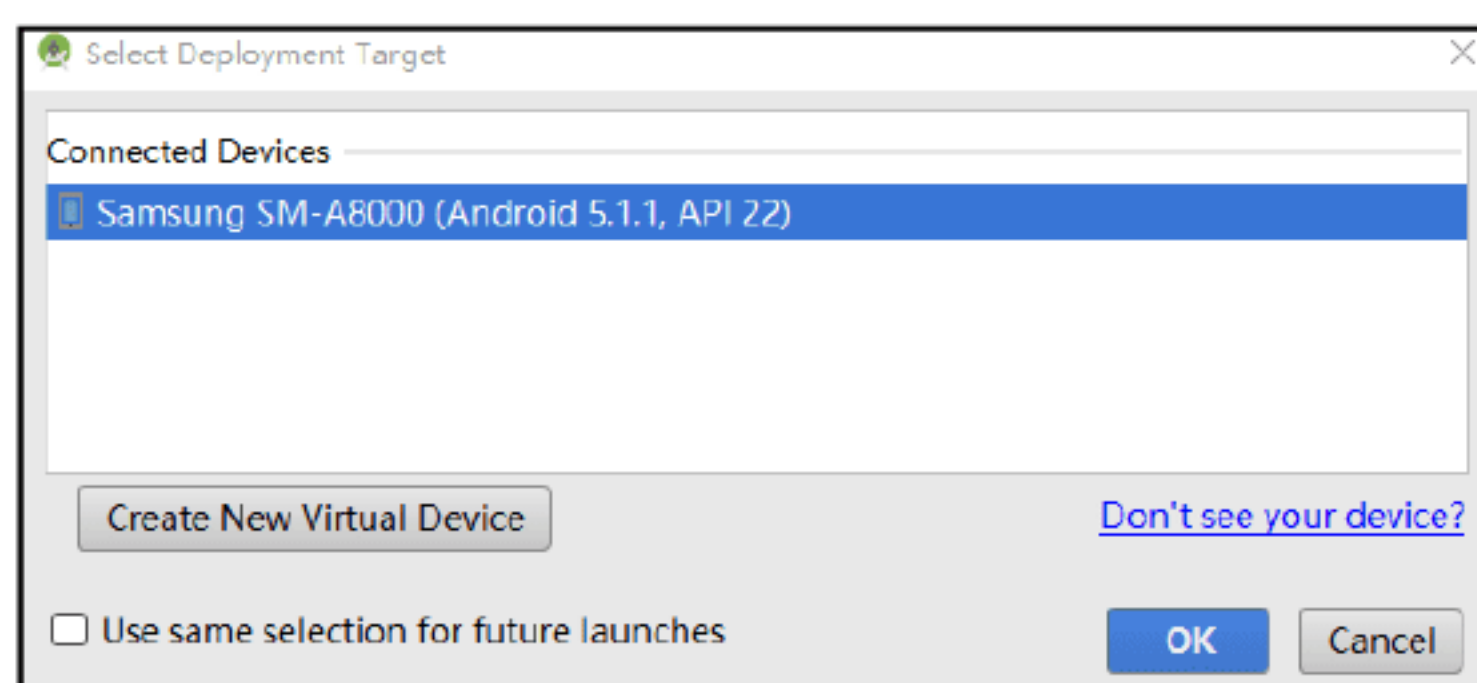 Select Deployment Target
Connected Devices
Samsung SM-A8000 (Android 5.1.1, API 22)
Create New Virtual Device
Don't see your device?
Use same selection for future launches
OK
Cancel